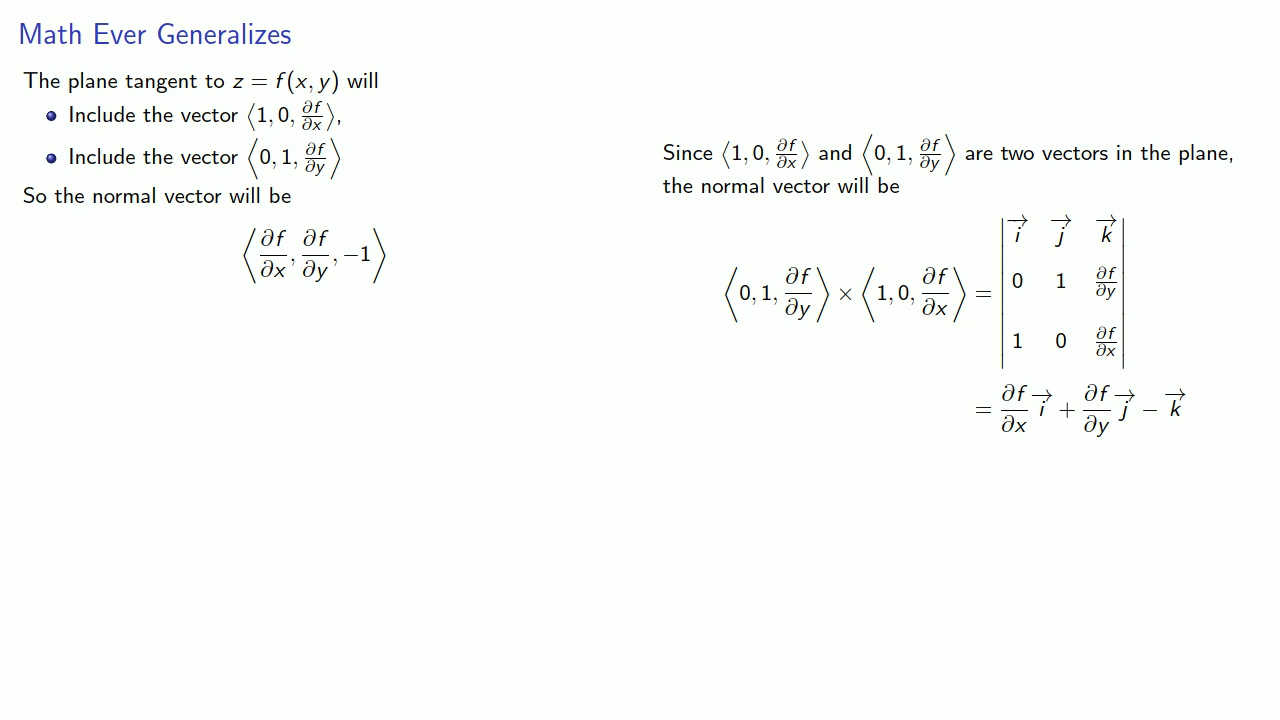 Math Ever Generalizes
The plane tangent to z = f(x, y) will
Include the vector ⟨1, 0, ∂f/∂x⟩,
Include the vector ⟨0, 1, ∂f/∂y⟩
So the normal vector will be
⟨∂f/∂x, ∂f/∂y, −1⟩
Since ⟨1, 0, ∂f/∂x⟩ and ⟨0, 1, ∂f/∂y⟩ are two vectors in the plane,
the normal vector will be
⟨0, 1, ∂f/∂y⟩ × ⟨1, 0, ∂f/∂x⟩ = | i⃗ j⃗ k⃗ |
| 0 1 ∂f/∂y |
| 1 0 ∂f/∂x |
= ∂f/∂x i⃗ + ∂f/∂y j⃗ − k⃗